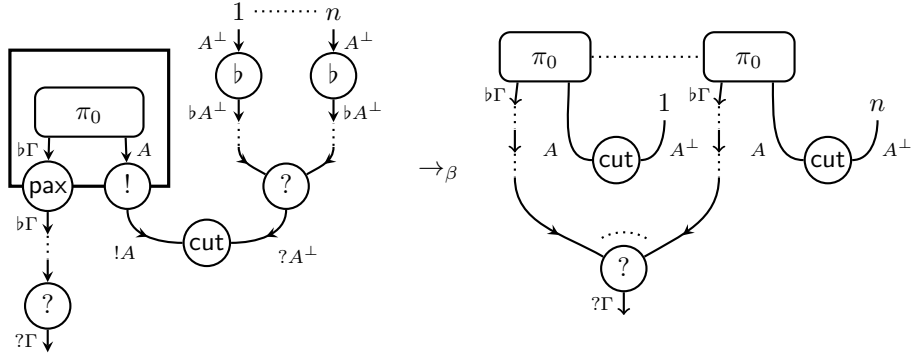 1 ......... n
A⊥ A⊥
♭ ♭
♭A⊥ ♭A⊥
π₀
♭Γ A
pax ! ?
♭Γ !A cut ?A⊥
?
?Γ
→β
π₀ π₀
♭Γ 1 ♭Γ n
A cut A⊥ A cut A⊥
?
?Γ